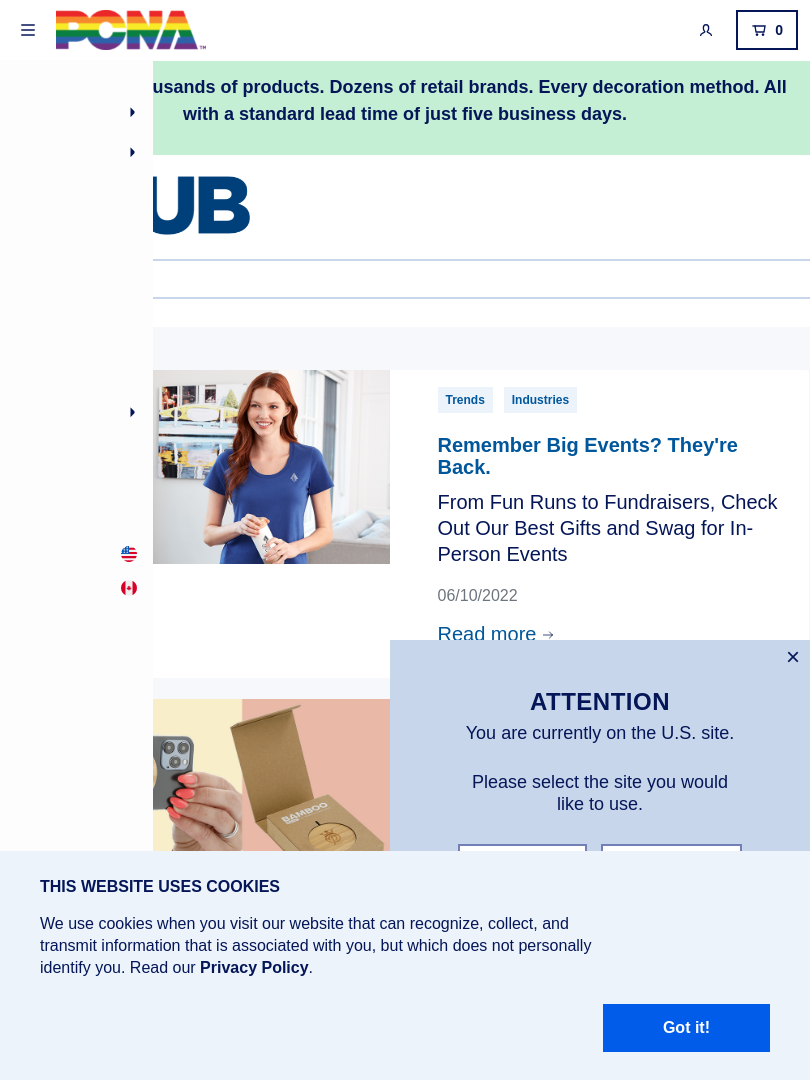 PCNA
0
usands of products. Dozens of retail brands. Every decoration method. All
with a standard lead time of just five business days.
UB
Trends Industries
Remember Big Events? They're
Back.
From Fun Runs to Fundraisers, Check
Out Our Best Gifts and Swag for In-
Person Events
06/10/2022
Read more
ATTENTION
You are currently on the U.S. site.
Please select the site you would
like to use.
BAMBOO
THIS WEBSITE USES COOKIES
We use cookies when you visit our website that can recognize, collect, and
transmit information that is associated with you, but which does not personally
identify you. Read our Privacy Policy.
Got it!